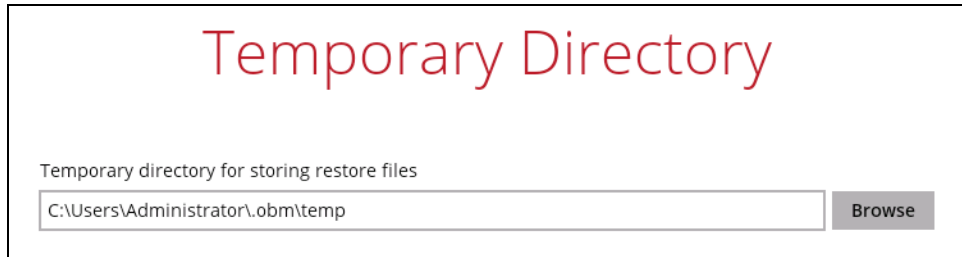 Temporary Directory
Temporary directory for storing restore files
C:\Users\Administrator\.obm\temp
Browse